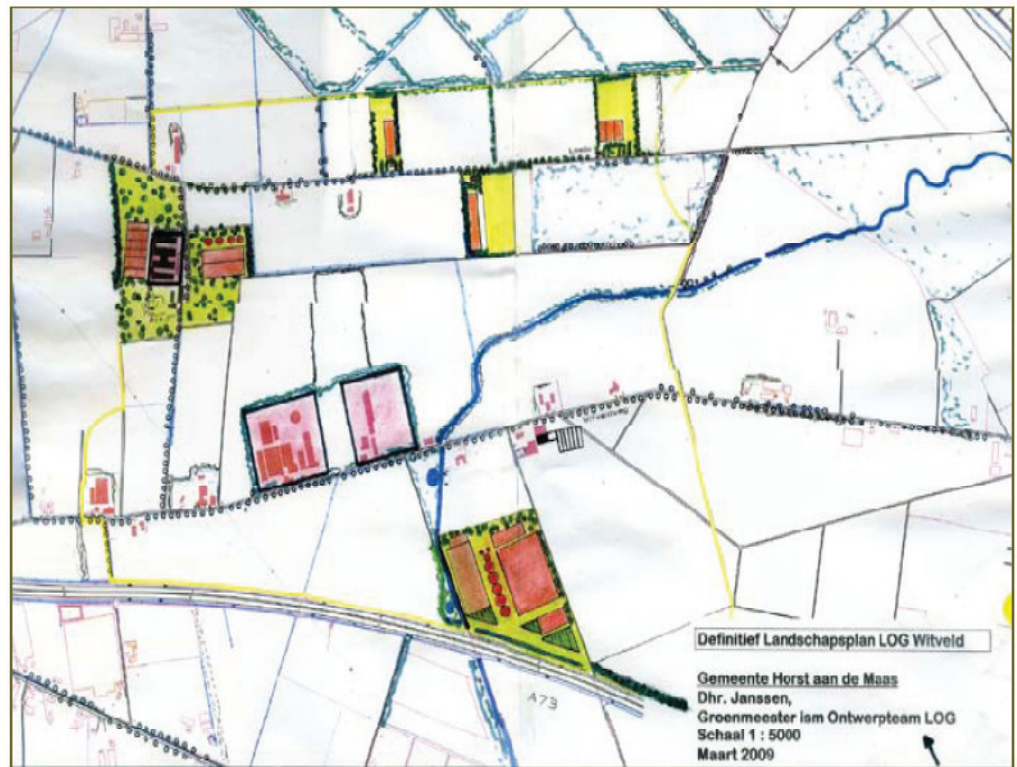 A73
Definitief Landschapsplan LOG Witveld
Gemeente Horst aan de Maas
Dhr. Janssen,
Groenmeester ism Ontwerpteam LOG
Schaal 1 : 5000
Maart 2009